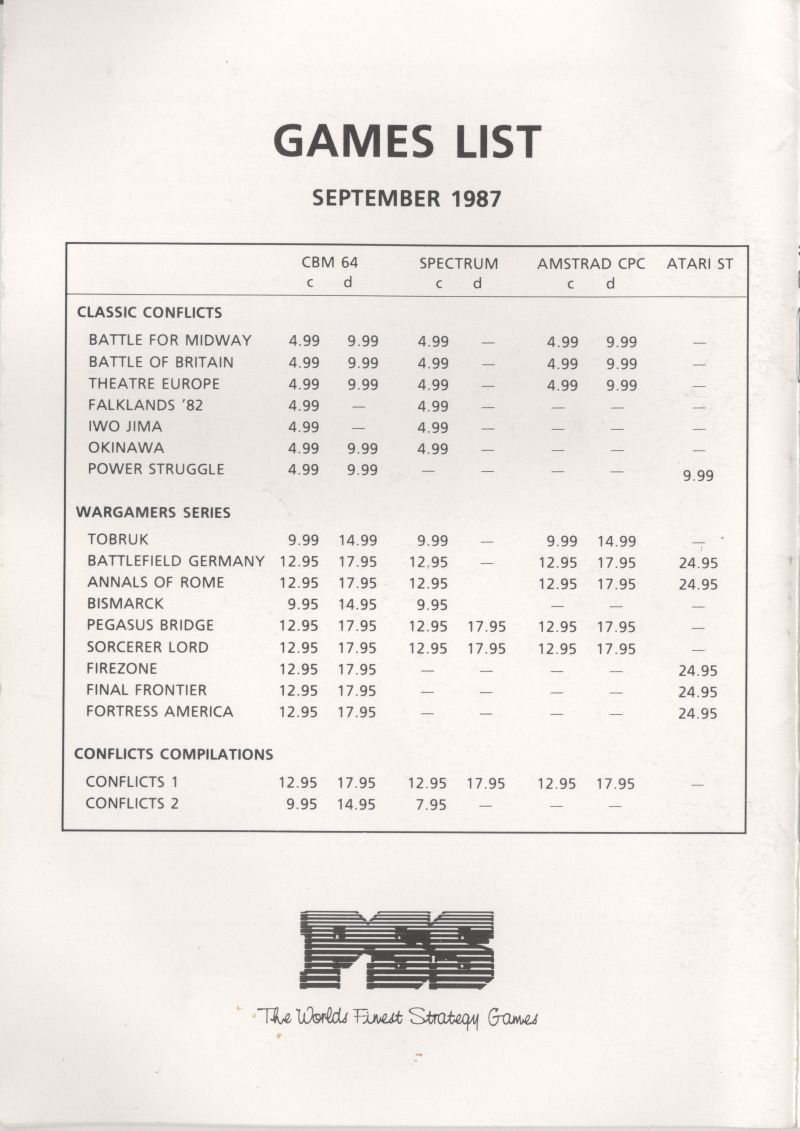 GAMES LIST
SEPTEMBER 1987
CBM 64 SPECTRUM AMSTRAD CPC ATARI ST
c d c d c d
CLASSIC CONFLICTS
BATTLE FOR MIDWAY 4.99 9.99 4.99 — 4.99 9.99 —
BATTLE OF BRITAIN 4.99 9.99 4.99 — 4.99 9.99 —
THEATRE EUROPE 4.99 9.99 4.99 — 4.99 9.99 —
FALKLANDS '82 4.99 — 4.99 — — — —
IWO JIMA 4.99 — 4.99 — — — —
OKINAWA 4.99 9.99 4.99 — — — —
POWER STRUGGLE 4.99 9.99 — — — — 9.99
WARGAMERS SERIES
TOBRUK 9.99 14.99 9.99 — 9.99 14.99 —
BATTLEFIELD GERMANY 12.95 17.95 12.95 — 12.95 17.95 24.95
ANNALS OF ROME 12.95 17.95 12.95 12.95 17.95 24.95
BISMARCK 9.95 14.95 9.95 — — —
PEGASUS BRIDGE 12.95 17.95 12.95 17.95 12.95 17.95 —
SORCERER LORD 12.95 17.95 12.95 17.95 12.95 17.95 —
FIREZONE 12.95 17.95 — — — — 24.95
FINAL FRONTIER 12.95 17.95 — — — — 24.95
FORTRESS AMERICA 12.95 17.95 — — — — 24.95
CONFLICTS COMPILATIONS
CONFLICTS 1 12.95 17.95 12.95 17.95 12.95 17.95 —
CONFLICTS 2 9.95 14.95 7.95 — — —
PSS
The Worlds Finest Strategy Games